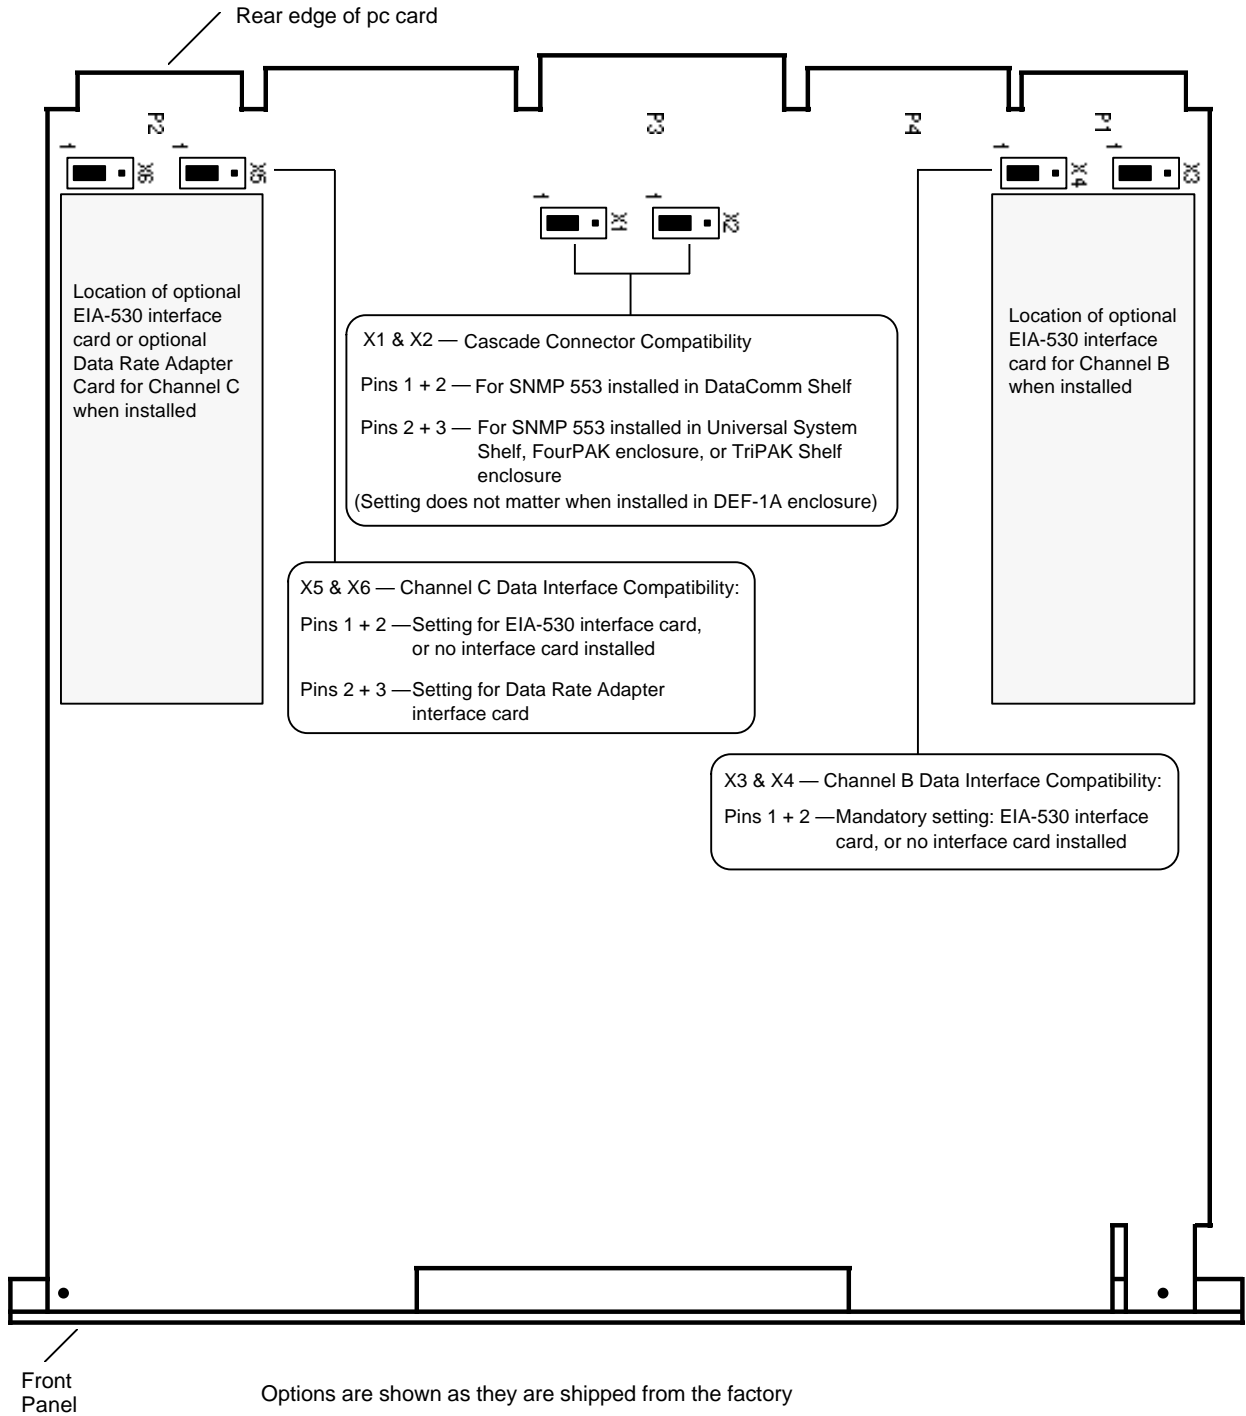 Rear edge of pc card
P2
P3
P4
P1
1
X6
1
X5
1
X4
1
X3
1
X1
1
X2
Location of optional
EIA-530 interface
card or optional
Data Rate Adapter
Card for Channel C
when installed
Location of optional
EIA-530 interface
card for Channel B
when installed
X1 & X2 — Cascade Connector Compatibility
Pins 1 + 2 — For SNMP 553 installed in DataComm Shelf
Pins 2 + 3 — For SNMP 553 installed in Universal System
Shelf, FourPAK enclosure, or TriPAK Shelf
enclosure
(Setting does not matter when installed in DEF-1A enclosure)
X5 & X6 — Channel C Data Interface Compatibility:
Pins 1 + 2 —Setting for EIA-530 interface card,
or no interface card installed
Pins 2 + 3 —Setting for Data Rate Adapter
interface card
X3 & X4 — Channel B Data Interface Compatibility:
Pins 1 + 2 —Mandatory setting: EIA-530 interface
card, or no interface card installed
Front
Panel
Options are shown as they are shipped from the factory